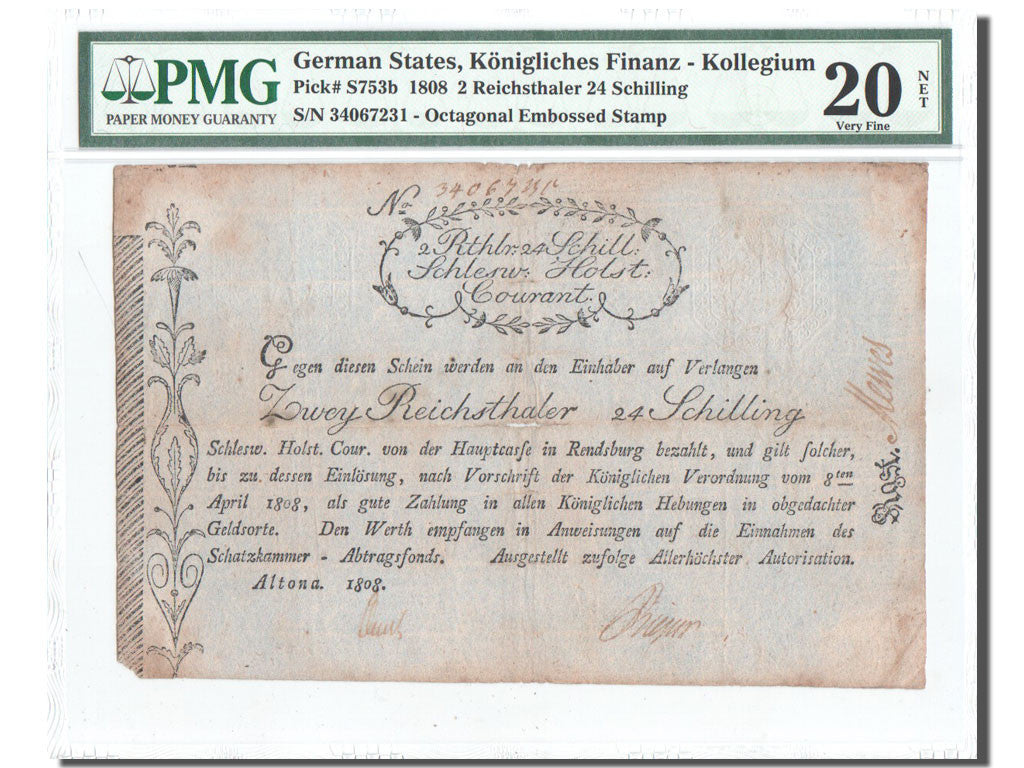 PMG
PAPER MONEY GUARANTY
German States, Königliches Finanz - Kollegium
Pick# S753b 1808 2 Reichsthaler 24 Schilling
S/N 34067231 - Octagonal Embossed Stamp
20
NET
Very Fine
No
2 Rthlr: 24 Schill:
Schlesw: Holst:
Courant.
Gegen diesen Schein werden an den Einhaber auf Verlangen
Zwey Reichsthaler 24 Schilling
Schlesw. Holst. Cour. von der Hauptcasse in Rendsburg bezahlt, und gilt solcher,
bis zu dessen Einlösung, nach Vorschrift der Königlichen Verordnung vom 8ten
April 1808, als gute Zahlung in allen Königlichen Hebungen in obgedachter
Geldsorte. Den Werth empfangen in Anweisungen auf die Einnahmen des
Schatzkammer - Abtragsfonds. Ausgestellt zufolge Allerhöchster Autorisation.
Altona. 1808.
Mewes